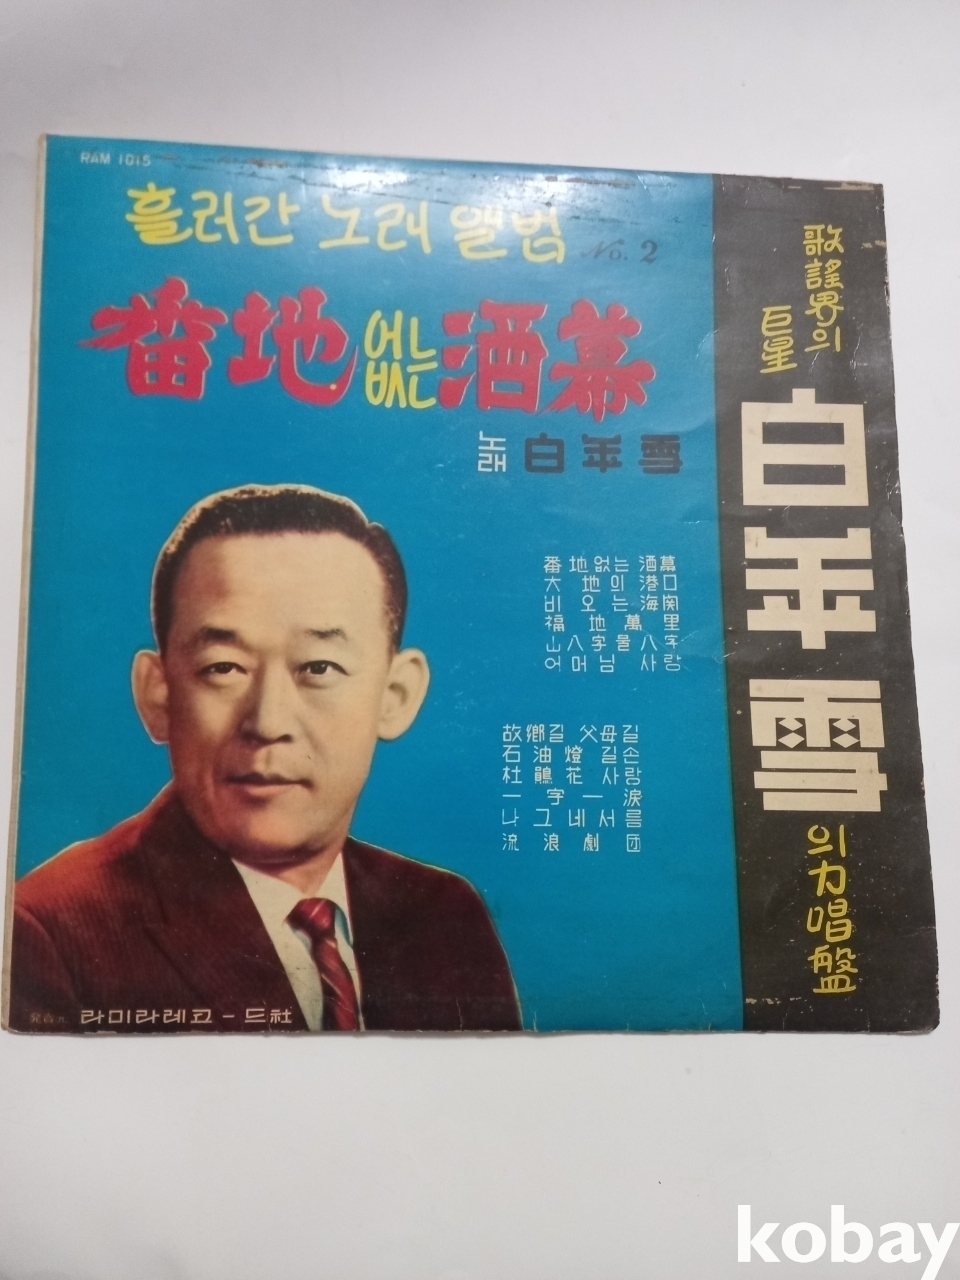 RAM 1015
흘러간 노래 앨범 No. 2
番地없는酒幕
노래 白年雪
番地없는 酒幕
大地의 港口
비오는 海関
福地萬里
山八字물八字
어머님 사랑
故鄉길 父母길
石油燈 길손
杜鵑花 사랑
一字一淚
나그네서름
流浪劇団
라미라레코-드社
歌謠界의
巨星
白年雪
의力唱盤
kobay